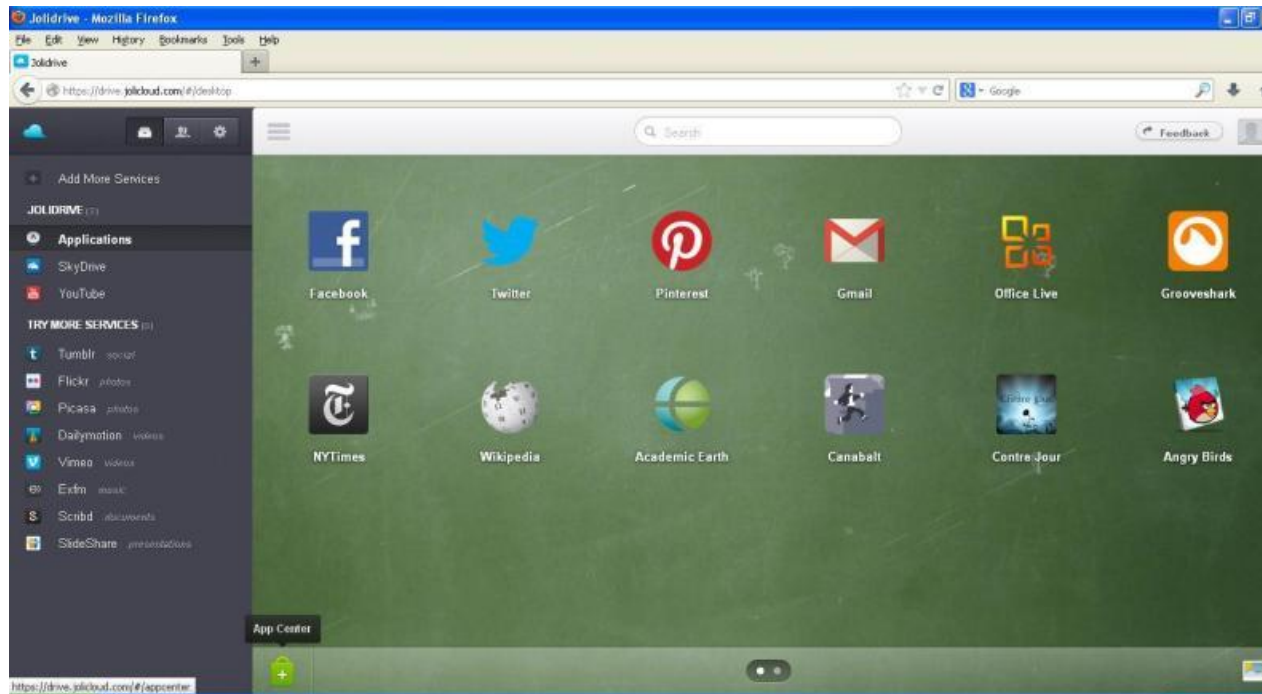 Jolidrive - Mozilla Firefox
File Edit View History Bookmarks Tools Help
Jolidrive
https://drive.jolicloud.com/#/desktop
Google
Search
Feedback
Add More Services
JOLIDRIVE
Applications
SkyDrive
YouTube
TRY MORE SERVICES
Tumblr social
Flickr photos
Picasa photos
Dailymotion videos
Vimeo videos
Exfm music
Scribd documents
SlideShare presentations
Facebook Twitter Pinterest Gmail Office Live Grooveshark
NYTimes Wikipedia Academic Earth Canabalt Contre Jour Angry Birds
App Center
https://drive.jolicloud.com/#/appcenter